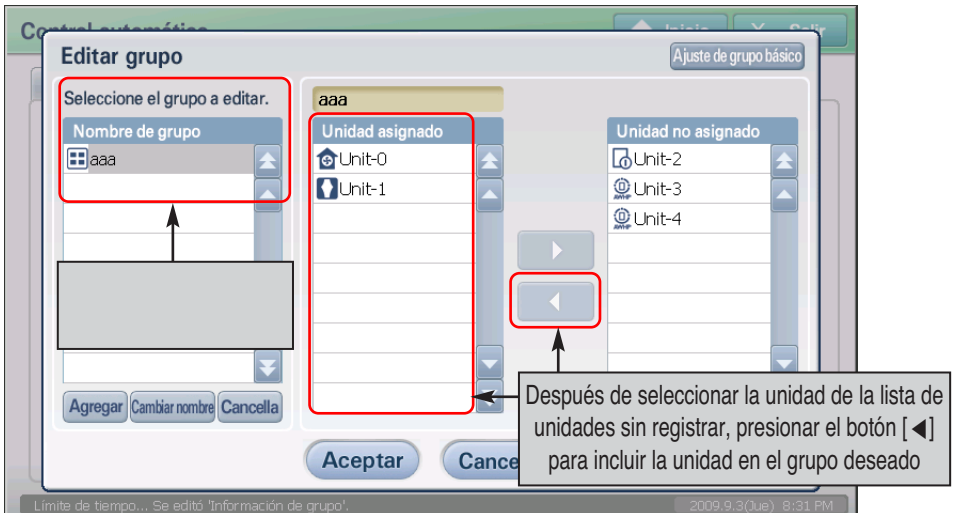 Control automático
Inicio
X Salir
Editar grupo
Ajuste de grupo básico
Seleccione el grupo a editar.
aaa
Nombre de grupo
Unidad asignado
Unidad no asignado
aaa
Unit-0
Unit-2
Unit-1
Unit-3
Unit-4
Agregar
Cambiar nombre
Cancella
Después de seleccionar la unidad de la lista de
unidades sin registrar, presionar el botón [◀]
para incluir la unidad en el grupo deseado
Aceptar
Cance
Límite de tiempo... Se editó 'Información de grupo'.
2009.9.3(Jue) 8:31 PM